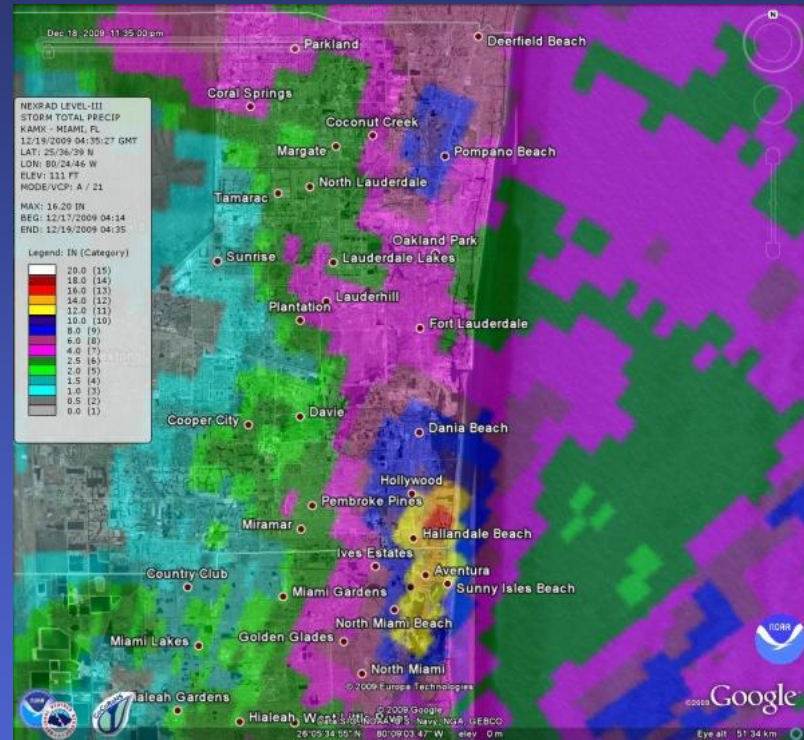 Dec 18, 2009 11:35:00 pm
NEXRAD LEVEL-III
STORM TOTAL PRECIP
KAMX - MIAMI, FL
12/19/2009 04:35:27 GMT
LAT: 25/36/39 N
LON: 80/24/46 W
ELEV: 111 FT
MODE/VCP: A / 21
MAX: 16.20 IN
BEG: 12/17/2009 04:14
END: 12/19/2009 04:35
Legend: IN (Category)
20.0 (15)
18.0 (14)
16.0 (13)
14.0 (12)
12.0 (11)
10.0 (10)
8.0 (9)
6.0 (8)
4.0 (7)
2.5 (6)
2.0 (5)
1.5 (4)
1.0 (3)
0.5 (2)
0.0 (1)
N
Parkland
Deerfield Beach
Coral Springs
Coconut Creek
Margate
Pompano Beach
North Lauderdale
Tamarac
Oakland Park
Sunrise
Lauderdale Lakes
Lauderhill
Plantation
Fort Lauderdale
Davie
Cooper City
Dania Beach
Hollywood
Pembroke Pines
Miramar
Hallandale Beach
Ives Estates
Aventura
Country Club
Sunny Isles Beach
Miami Gardens
North Miami Beach
Golden Glades
Miami Lakes
North Miami
© 2009 Europa Technologies
NOAA
©2009 Google
Hialeah Gardens
© 2009 Google
Hialeah
U.S. Navy, NGA, GEBCO
26°05'34.55" N 80°09'03.47" W elev 0 m
Eye alt 51.34 km